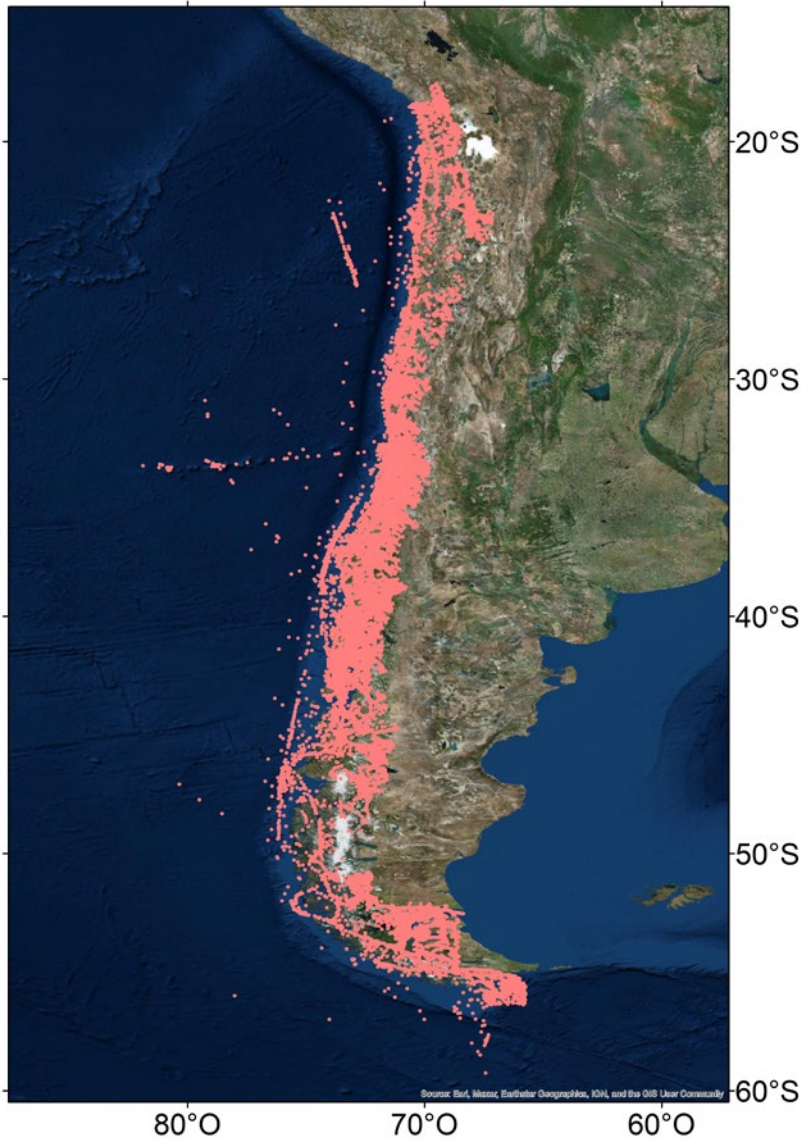 20°S
30°S
40°S
50°S
Source: Esri, Maxar, Earthstar Geographics, IGN, and the GIS User Community
60°S
80°O 70°O 60°O